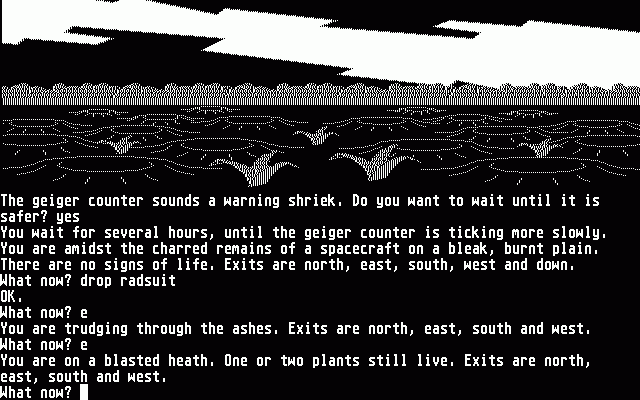 The geiger counter sounds a warning shriek. Do you want to wait until it is
safer? yes
You wait for several hours, until the geiger counter is ticking more slowly.
You are amidst the charred remains of a spacecraft on a bleak, burnt plain.
There are no signs of life. Exits are north, east, south, west and down.
What now? drop radsuit
OK.
What now? e
You are trudging through the ashes. Exits are north, east, south and west.
What now? e
You are on a blasted heath. One or two plants still live. Exits are north,
east, south and west.
What now?